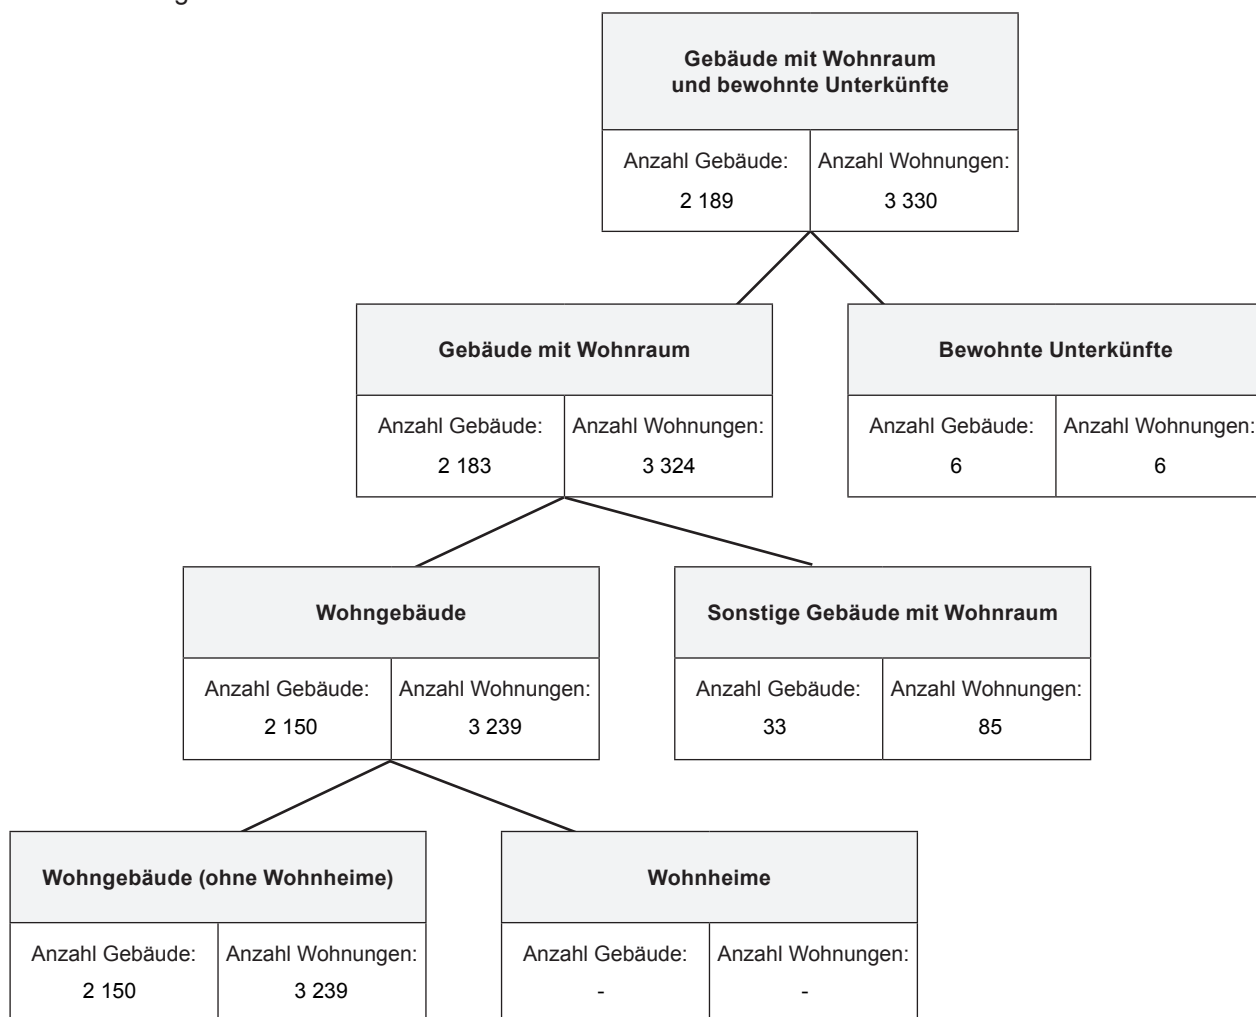 Gebäude mit Wohnraum
und bewohnte Unterkünfte
Anzahl Gebäude: Anzahl Wohnungen:
2 189 3 330
Gebäude mit Wohnraum
Anzahl Gebäude: Anzahl Wohnungen:
2 183 3 324
Bewohnte Unterkünfte
Anzahl Gebäude: Anzahl Wohnungen:
6 6
Wohngebäude
Anzahl Gebäude: Anzahl Wohnungen:
2 150 3 239
Sonstige Gebäude mit Wohnraum
Anzahl Gebäude: Anzahl Wohnungen:
33 85
Wohngebäude (ohne Wohnheime)
Anzahl Gebäude: Anzahl Wohnungen:
2 150 3 239
Wohnheime
Anzahl Gebäude: Anzahl Wohnungen:
- -